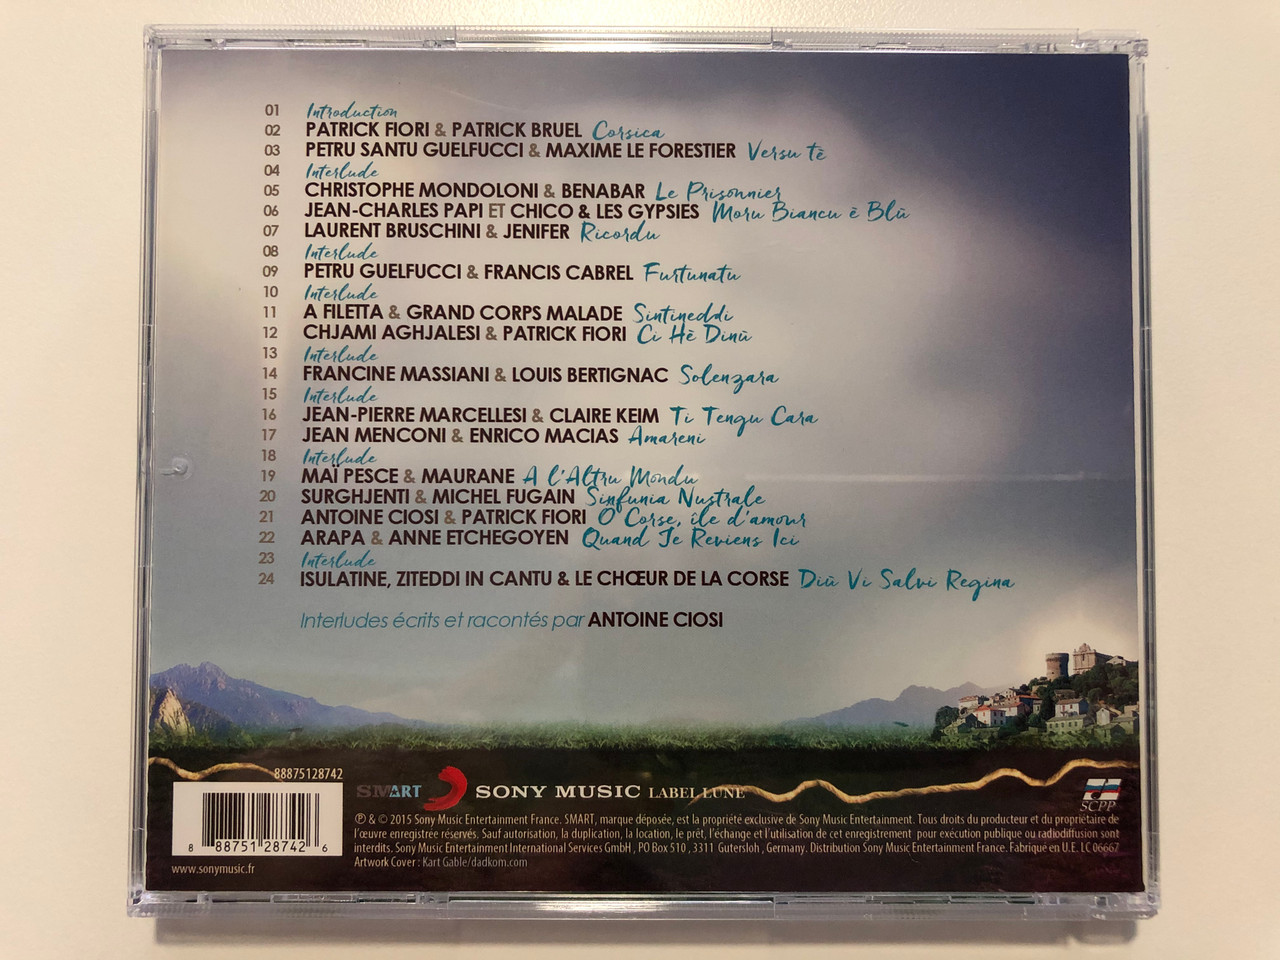 01 Introduction
02 PATRICK FIORI & PATRICK BRUEL Corsica
03 PETRU SANTU GUELFUCCI & MAXIME LE FORESTIER Versu tè
04 Interlude
05 CHRISTOPHE MONDOLONI & BENABAR Le Prisonnier
06 JEAN-CHARLES PAPI ET CHICO & LES GYPSIES Moru Biancu è Blù
07 LAURENT BRUSCHINI & JENIFER Ricordu
08 Interlude
09 PETRU GUELFUCCI & FRANCIS CABREL Furtunatu
10 Interlude
11 A FILETTA & GRAND CORPS MALADE Sintineddi
12 CHJAMI AGHJALESI & PATRICK FIORI Ci Hè Dinù
13 Interlude
14 FRANCINE MASSIANI & LOUIS BERTIGNAC Solenzara
15 Interlude
16 JEAN-PIERRE MARCELLESI & CLAIRE KEIM Ti Tengu Cara
17 JEAN MENCONI & ENRICO MACIAS Amareni
18 Interlude
19 MAÏ PESCE & MAURANE A l'Altru Mondu
20 SURGHJENTI & MICHEL FUGAIN Sinfunia Nustrale
21 ANTOINE CIOSI & PATRICK FIORI O Corse, île d'amour
22 ARAPA & ANNE ETCHEGOYEN Quand Je Reviens Ici
23 Interlude
24 ISULATINE, ZITEDDI IN CANTU & LE CHŒUR DE LA CORSE Diù Vi Salvi Regina
Interludes écrits et racontés par ANTOINE CIOSI
88875128742
SMART SONY MUSIC LABEL LUNE
SCPP
8 88751 28742 6
www.sonymusic.fr
℗ & © 2015 Sony Music Entertainment France. SMART, marque déposée, est la propriété exclusive de Sony Music Entertainment. Tous droits du producteur et du propriétaire de
l'œuvre enregistrée réservés. Sauf autorisation, la duplication, la location, le prêt, l'échange et l'utilisation de cet enregistrement pour exécution publique ou radiodiffusion sont
interdits. Sony Music Entertainment International Services GmbH , PO Box 510 , 3311 Gutersloh , Germany. Distribution Sony Music Entertainment France. Fabriqué en U.E. LC 06667
Artwork Cover : Kart Gable/dadkom.com